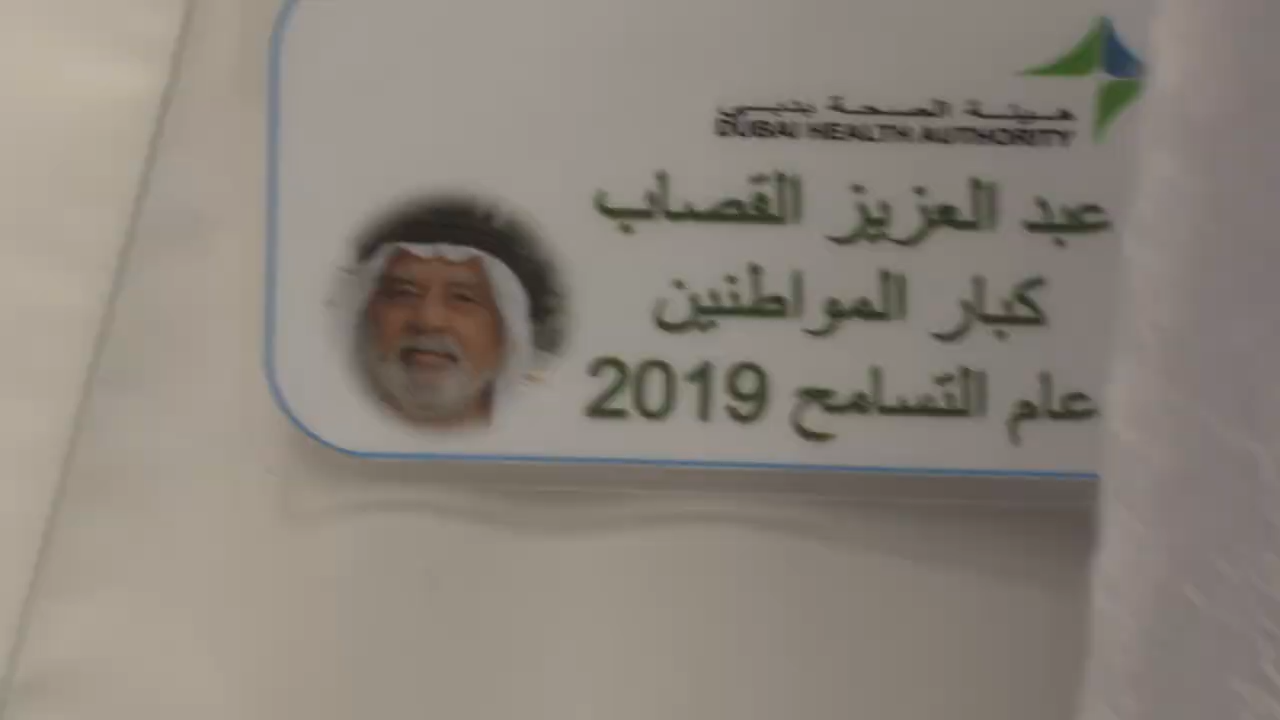 هيئة الصحة بدبي
DUBAI HEALTH AUTHORITY
عبد العزيز القصاب
كبار المواطنين
عام التسامح 2019